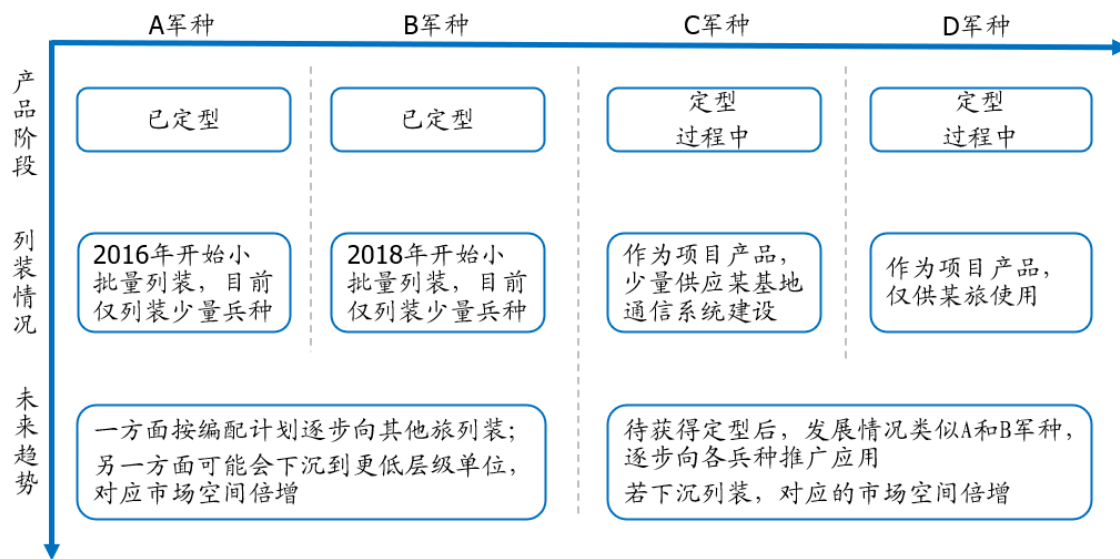 A军种
B军种
C军种
D军种
产品阶段
已定型
已定型
定型
过程中
定型
过程中
列装情况
2016年开始小
批量列装，目前
仅列装少量兵种
2018年开始小
批量列装，目前
仅列装少量兵种
作为项目产品，
少量供应某基地
通信系统建设
作为项目产品，
仅供某旅使用
未来趋势
一方面按编配计划逐步向其他旅列装；
另一方面可能会下沉到更低层级单位，
对应市场空间倍增
待获得定型后，发展情况类似A和B军种，
逐步向各兵种推广应用
若下沉列装，对应的市场空间倍增